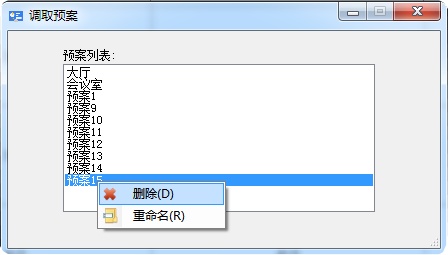 调取预案
预案列表:
大厅
会议室
预案1
预案9
预案10
预案11
预案12
预案13
预案14
预案15
删除(D)
重命名(R)